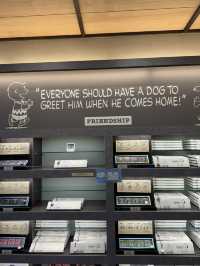 "EVERYONE SHOULD HAVE A DOG TO
GREET HIM WHEN HE COMES HOME!"
FRIENDSHIP